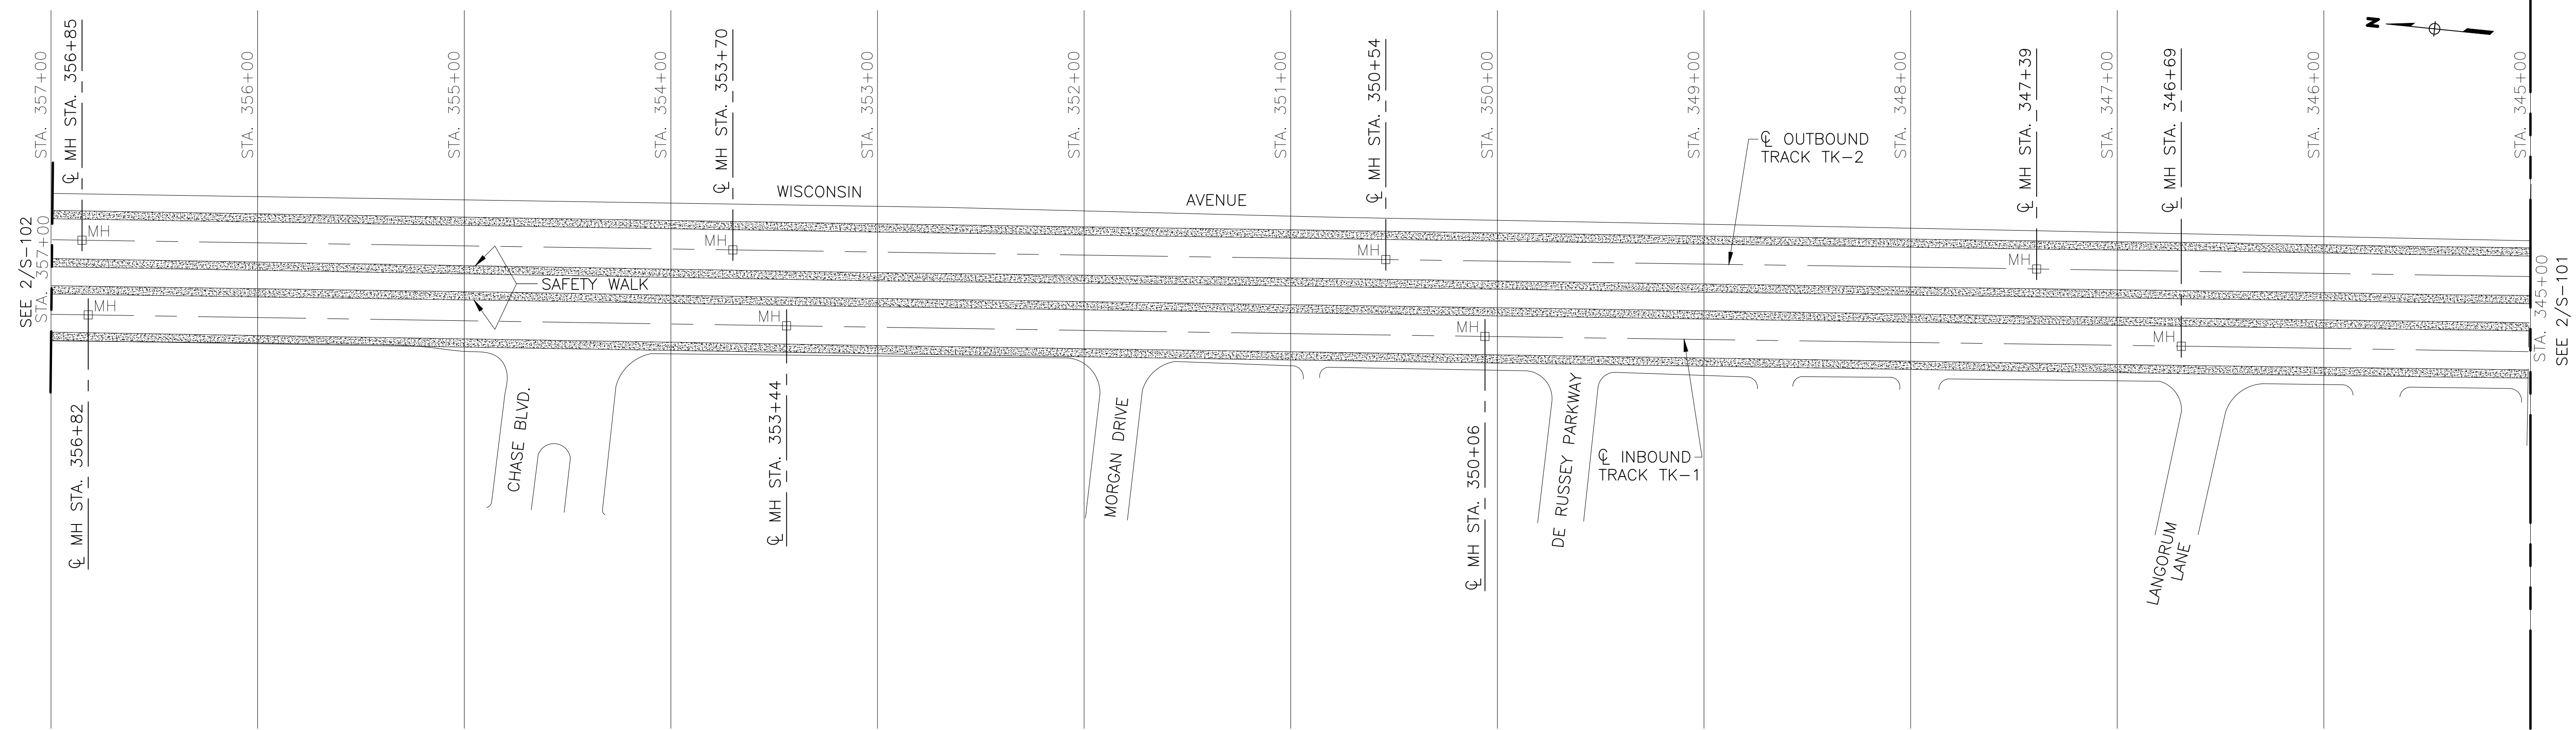 STA. 357+00
℄ MH STA. 356+85
STA. 356+00
STA. 355+00
STA. 354+00
℄ MH STA. 353+70
STA. 353+00
STA. 352+00
STA. 351+00
℄ MH STA. 350+54
STA. 350+00
STA. 349+00
STA. 348+00
℄ MH STA. 347+39
STA. 347+00
℄ MH STA. 346+69
STA. 346+00
STA. 345+00
N
℄ OUTBOUND
TRACK TK-2
WISCONSIN
AVENUE
SEE 2/S-102
STA. 357+00
MH
MH
MH
MH
SAFETY WALK
MH
MH
MH
MH
STA. 345+00
SEE 2/S-101
℄ MH STA. 356+82
CHASE BLVD.
℄ MH STA. 353+44
MORGAN DRIVE
℄ MH STA. 350+06
DE RUSSEY PARKWAY
℄ INBOUND
TRACK TK-1
LANGORUM
LANE